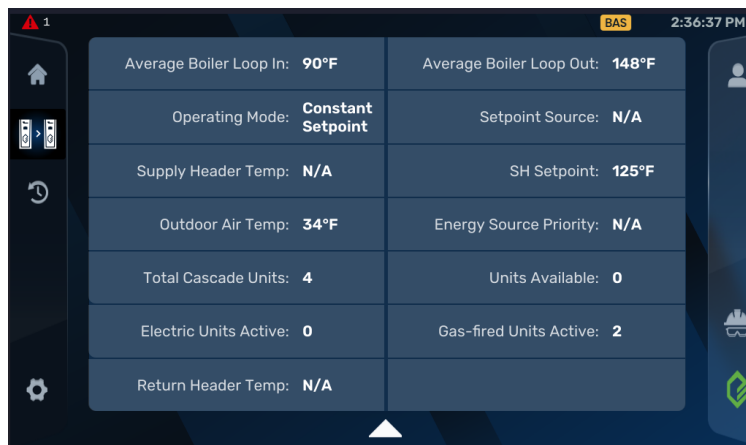 1 BAS 2:36:37 PM
Average Boiler Loop In: 90°F Average Boiler Loop Out: 148°F
Operating Mode: Constant
Setpoint Setpoint Source: N/A
Supply Header Temp: N/A SH Setpoint: 125°F
Outdoor Air Temp: 34°F Energy Source Priority: N/A
Total Cascade Units: 4 Units Available: 0
Electric Units Active: 0 Gas-fired Units Active: 2
Return Header Temp: N/A